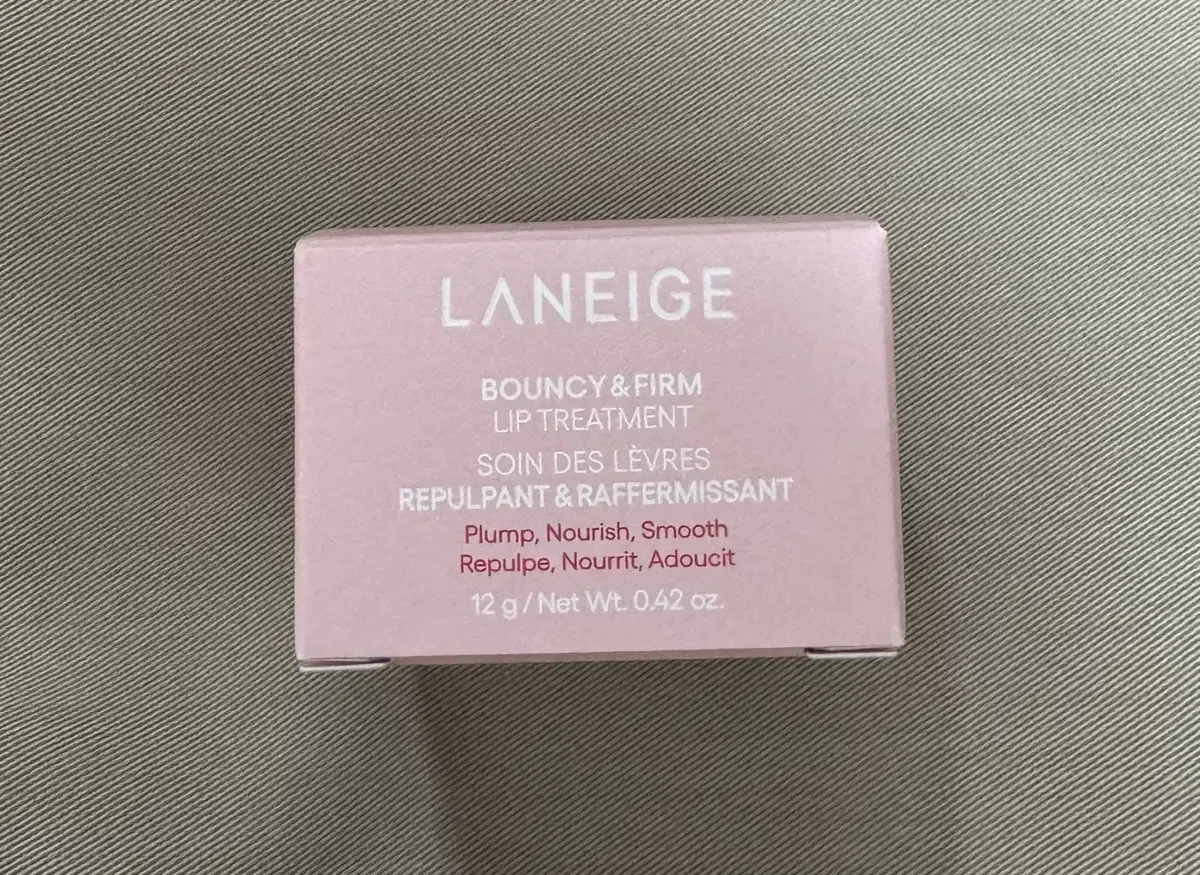 LANEIGE
BOUNCY & FIRM
LIP TREATMENT
SOIN DES LÈVRES
REPULPANT & RAFFERMISSANT
Plump, Nourish, Smooth
Repulpe, Nourrit, Adoucit
12 g / Net Wt. 0.42 oz.